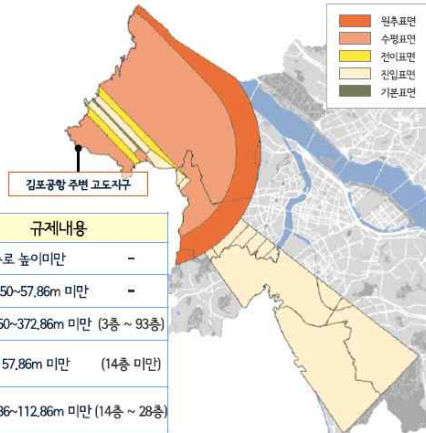 원추표면
수평표면
전이표면
진입표면
기본표면
김포공항 주변 고도지구
규제내용
로 높이미만 -
50~57.86m 미만 -
50~372.86m 미만 (3층 ~ 93층)
57.86m 미만 (14층 미만)
86~112.86m 미만 (14층 ~ 28층)